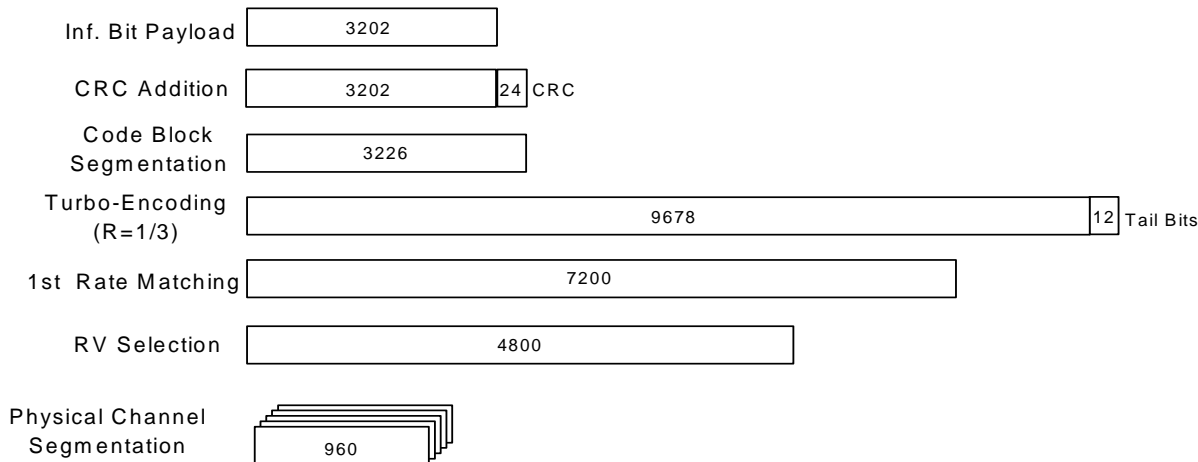 Inf. Bit Payload 3202
CRC Addition 3202 24 CRC
Code Block
Segmentation 3226
Turbo-Encoding
(R=1/3) 9678 12 Tail Bits
1st Rate Matching 7200
RV Selection 4800
Physical Channel
Segmentation 960